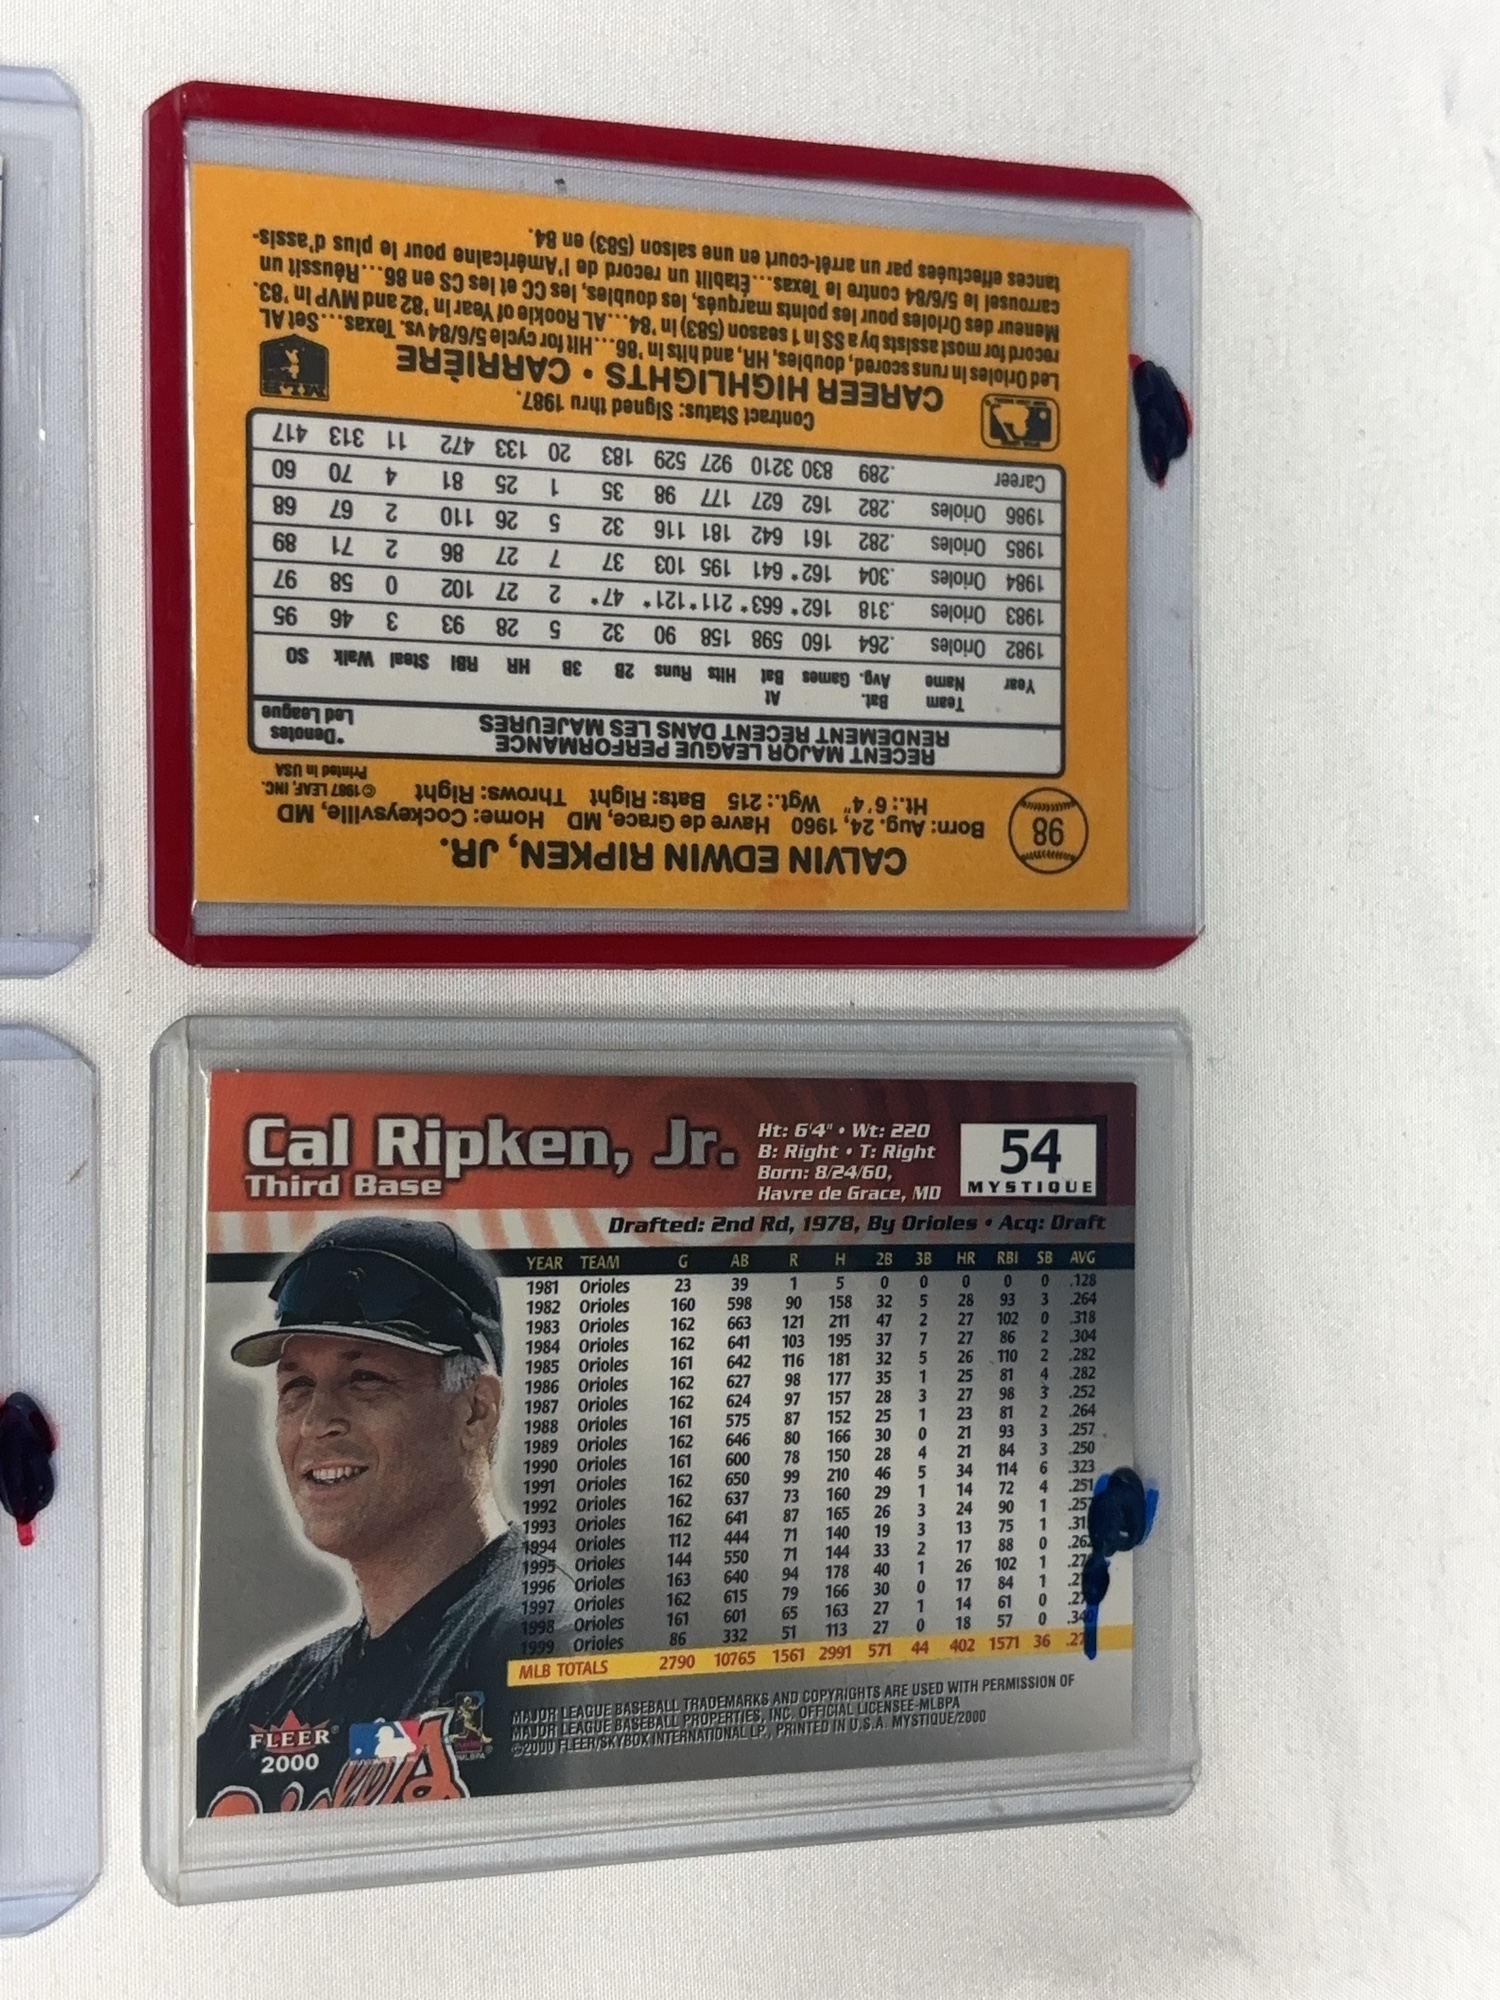 CALVIN EDWIN RIPKEN, JR.
98
Born: Aug. 24, 1960 Havre de Grace, MD Home: Cockeysville, MD
Ht.: 6'4" Wgt.: 215 Bats: Right Throws: Right
©1987 LEAF, INC.
Printed in USA
RECENT MAJOR LEAGUE PERFORMANCE
RENDEMENT RÉCENT DANS LES MAJEURES
*Denotes
Led League
Year Team Name Bat. Avg. Games At Bat Hits Runs 2B 3B HR RBI Steal Walk SO
1982 Orioles .264 160 598 158 90 32 5 28 93 3 46 95
1983 Orioles .318 162* 663* 211* 121* 47* 2 27 102 0 58 97
1984 Orioles .304 162* 641 195 103 37 7 27 86 2 71 89
1985 Orioles .282 161 642 181 116 32 5 26 110 2 67 68
1986 Orioles .282 162 627 177 98 35 1 25 81 4 70 60
Career .289 830 3210 927 529 183 20 133 472 11 313 417
Contract Status: Signed thru 1987.
CAREER HIGHLIGHTS • CARRIÈRE
MLB
Led Orioles in runs scored, doubles, HR, and hits in '86...Hit for cycle 5/6/84 vs. Texas...Set AL
record for most assists by a SS in 1 season (583) in '84...AL Rookie of Year in '82 and MVP in '83.
Meneur des Orioles pour les points marqués, les doubles, les CC et les CS en 86...Réussit un
carrousel le 5/6/84 contre le Texas...Établit un record de l'Américaine pour le plus d'assis-
tances effectuées par un arrêt-court en une saison (583) en 84.
Cal Ripken, Jr.
Third Base
Ht: 6'4" • Wt: 220
B: Right • T: Right
Born: 8/24/60,
Havre de Grace, MD
54
MYSTIQUE
Drafted: 2nd Rd, 1978, By Orioles • Acq: Draft
YEAR TEAM G AB R H 2B 3B HR RBI SB AVG
1981 Orioles 23 39 1 5 0 0 0 0 0 .128
1982 Orioles 160 598 90 158 32 5 28 93 3 .264
1983 Orioles 162 663 121 211 47 2 27 102 0 .318
1984 Orioles 162 641 103 195 37 7 27 86 2 .304
1985 Orioles 161 642 116 181 32 5 26 110 2 .282
1986 Orioles 162 627 98 177 35 1 25 81 4 .282
1987 Orioles 162 624 97 157 28 3 27 98 3 .252
1988 Orioles 161 575 87 152 25 1 23 81 2 .264
1989 Orioles 162 646 80 166 30 0 21 93 3 .257
1990 Orioles 161 600 78 150 28 4 21 84 3 .250
1991 Orioles 162 650 99 210 46 5 34 114 6 .323
1992 Orioles 162 637 73 160 29 1 14 72 4 .251
1993 Orioles 162 641 87 165 26 3 24 90 1
1994 Orioles 112 444 71 140 19 3 13 75 1
1995 Orioles 144 550 71 144 33 2 17 88 0
1996 Orioles 163 640 94 178 40 1 26 102 1
1997 Orioles 162 615 79 166 30 0 17 84 1
1998 Orioles 161 601 65 163 27 1 14 61 0
1999 Orioles 86 332 51 113 27 0 18 57 0 .340
MLB TOTALS 2790 10765 1561 2991 571 44 402 1571 36
MAJOR LEAGUE BASEBALL TRADEMARKS AND COPYRIGHTS ARE USED WITH PERMISSION OF
MAJOR LEAGUE BASEBALL PROPERTIES, INC. OFFICIAL LICENSEE-MLBPA
©2000 FLEER/SKYBOX INTERNATIONAL LP., PRINTED IN U.S.A. MYSTIQUE/2000
FLEER
2000
MLBPA